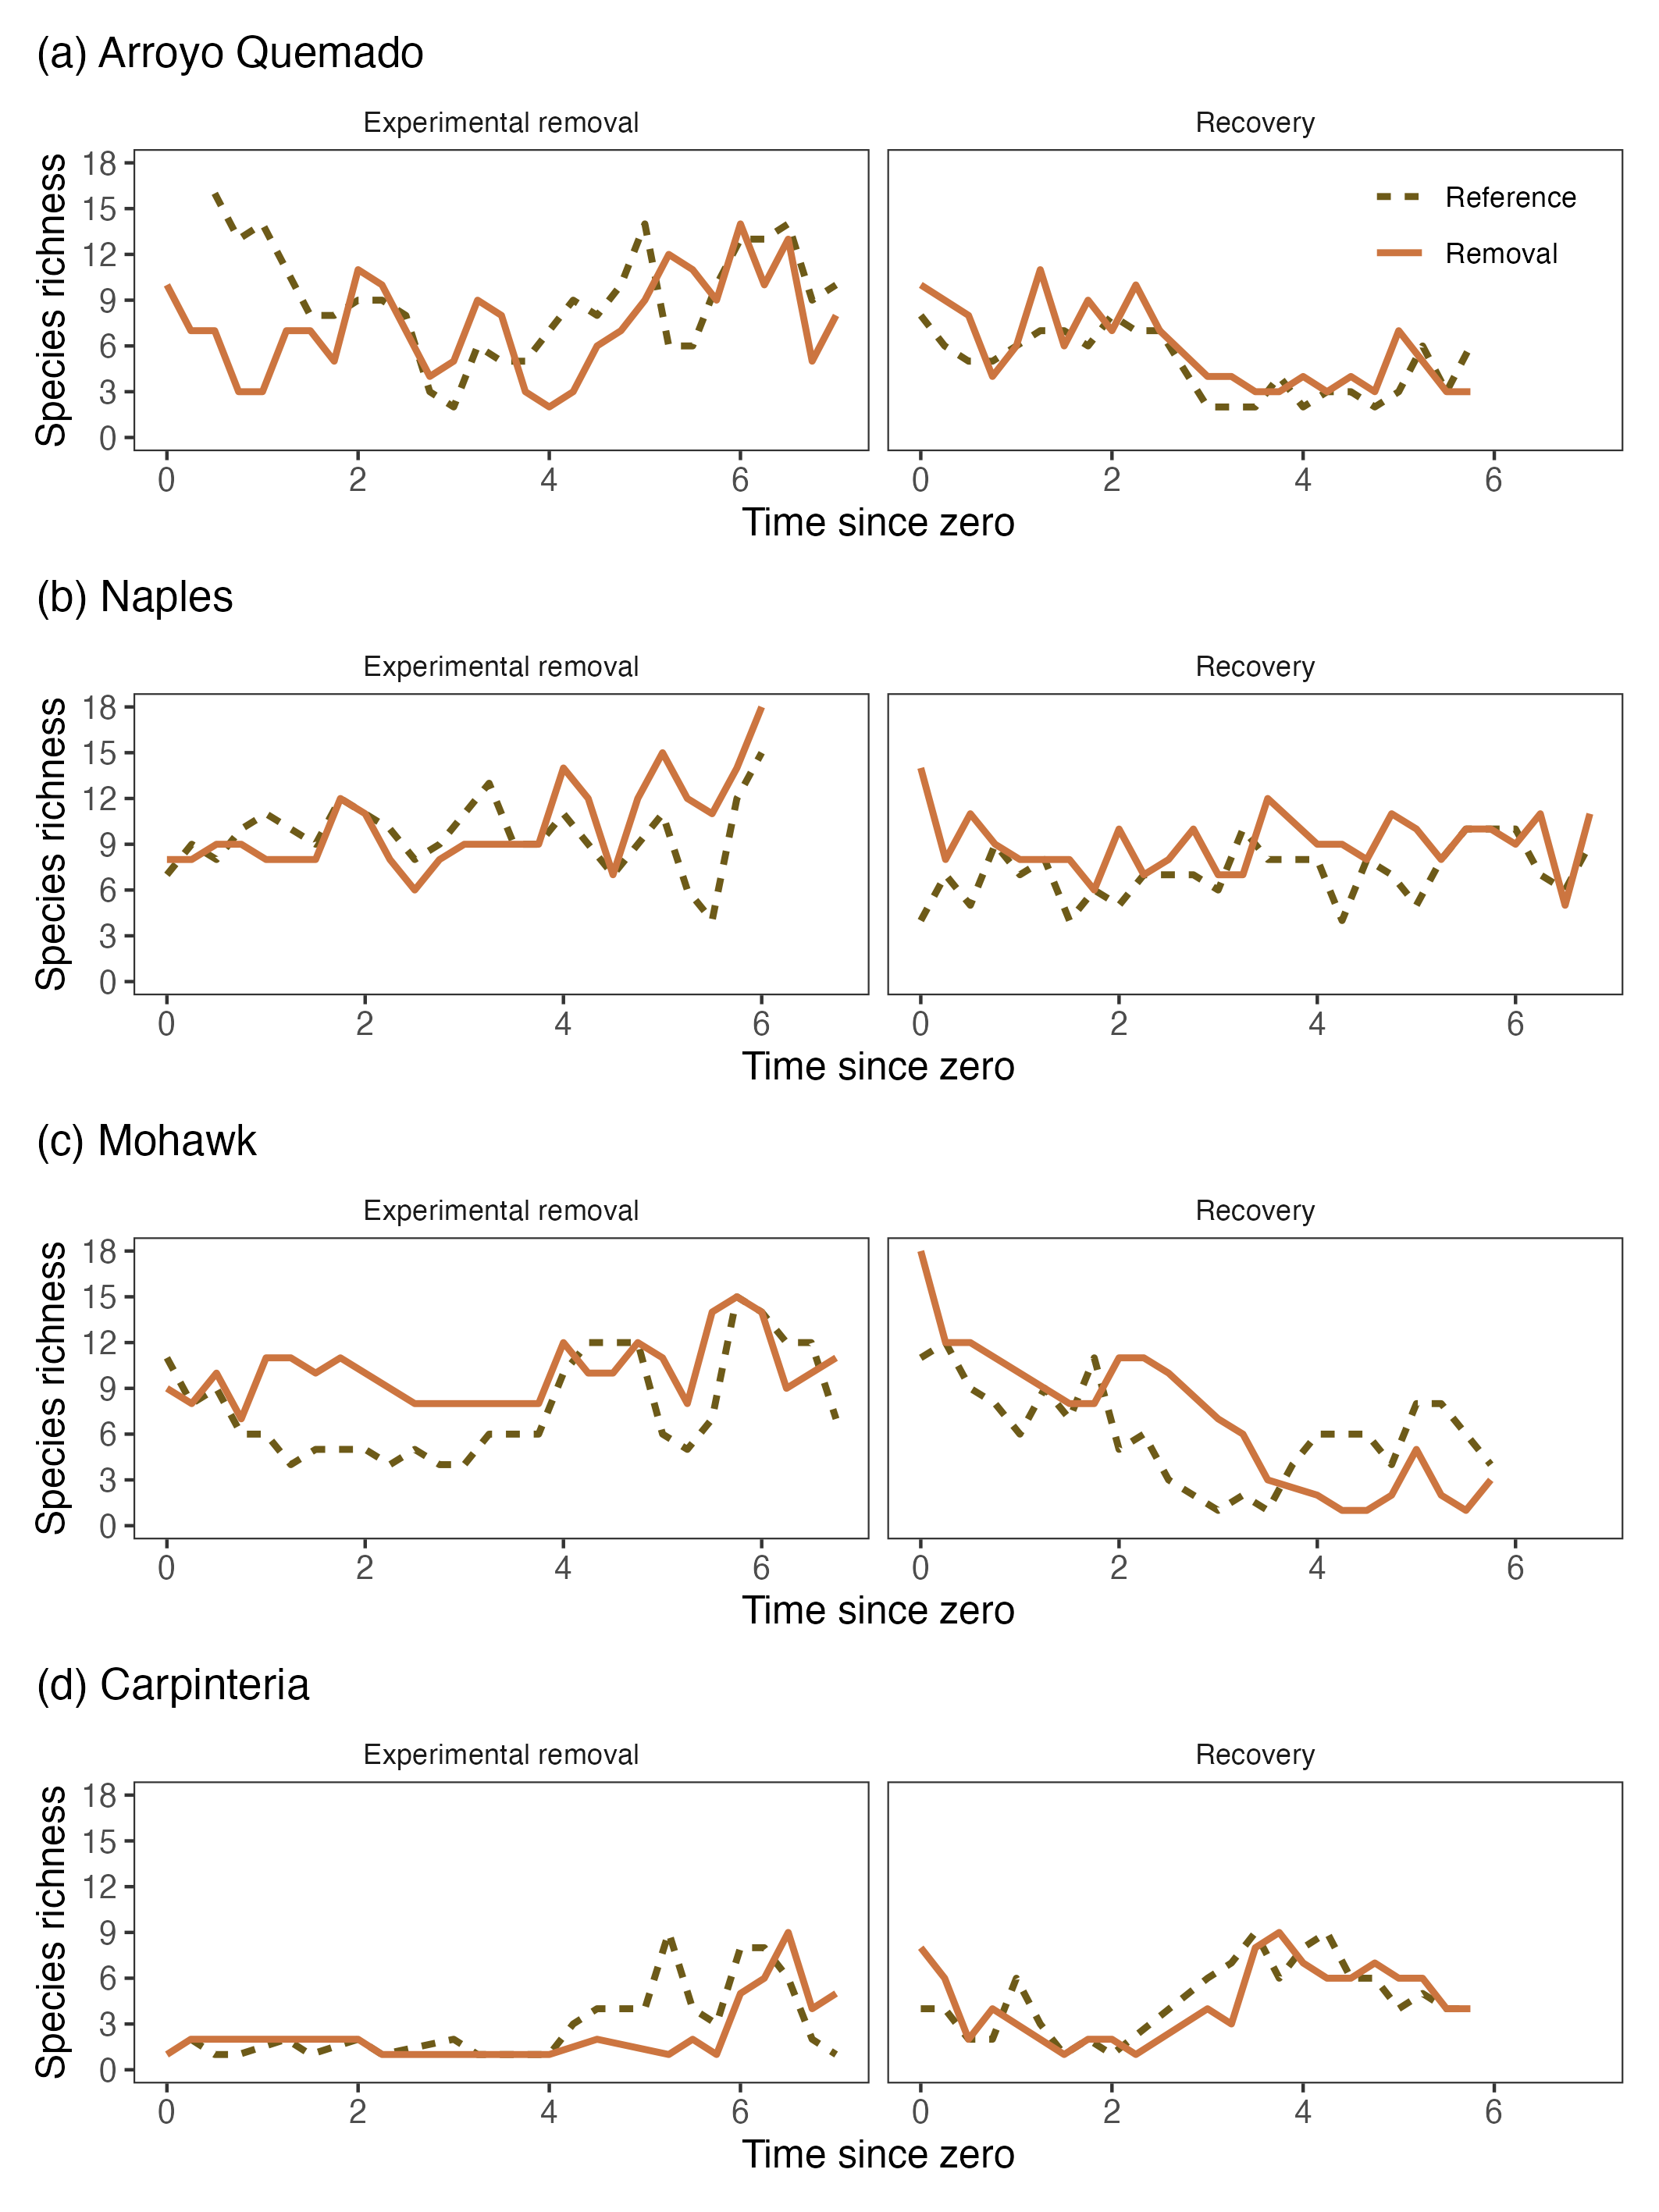 (a) Arroyo Quemado
Experimental removal
Recovery
Species richness
18
15
12
9
6
3
0
Reference
Removal
0 2 4 6
0 2 4 6
Time since zero
(b) Naples
Experimental removal
Recovery
Species richness
18
15
12
9
6
3
0
0 2 4 6
0 2 4 6
Time since zero
(c) Mohawk
Experimental removal
Recovery
Species richness
18
15
12
9
6
3
0
0 2 4 6
0 2 4 6
Time since zero
(d) Carpinteria
Experimental removal
Recovery
Species richness
18
15
12
9
6
3
0
0 2 4 6
0 2 4 6
Time since zero